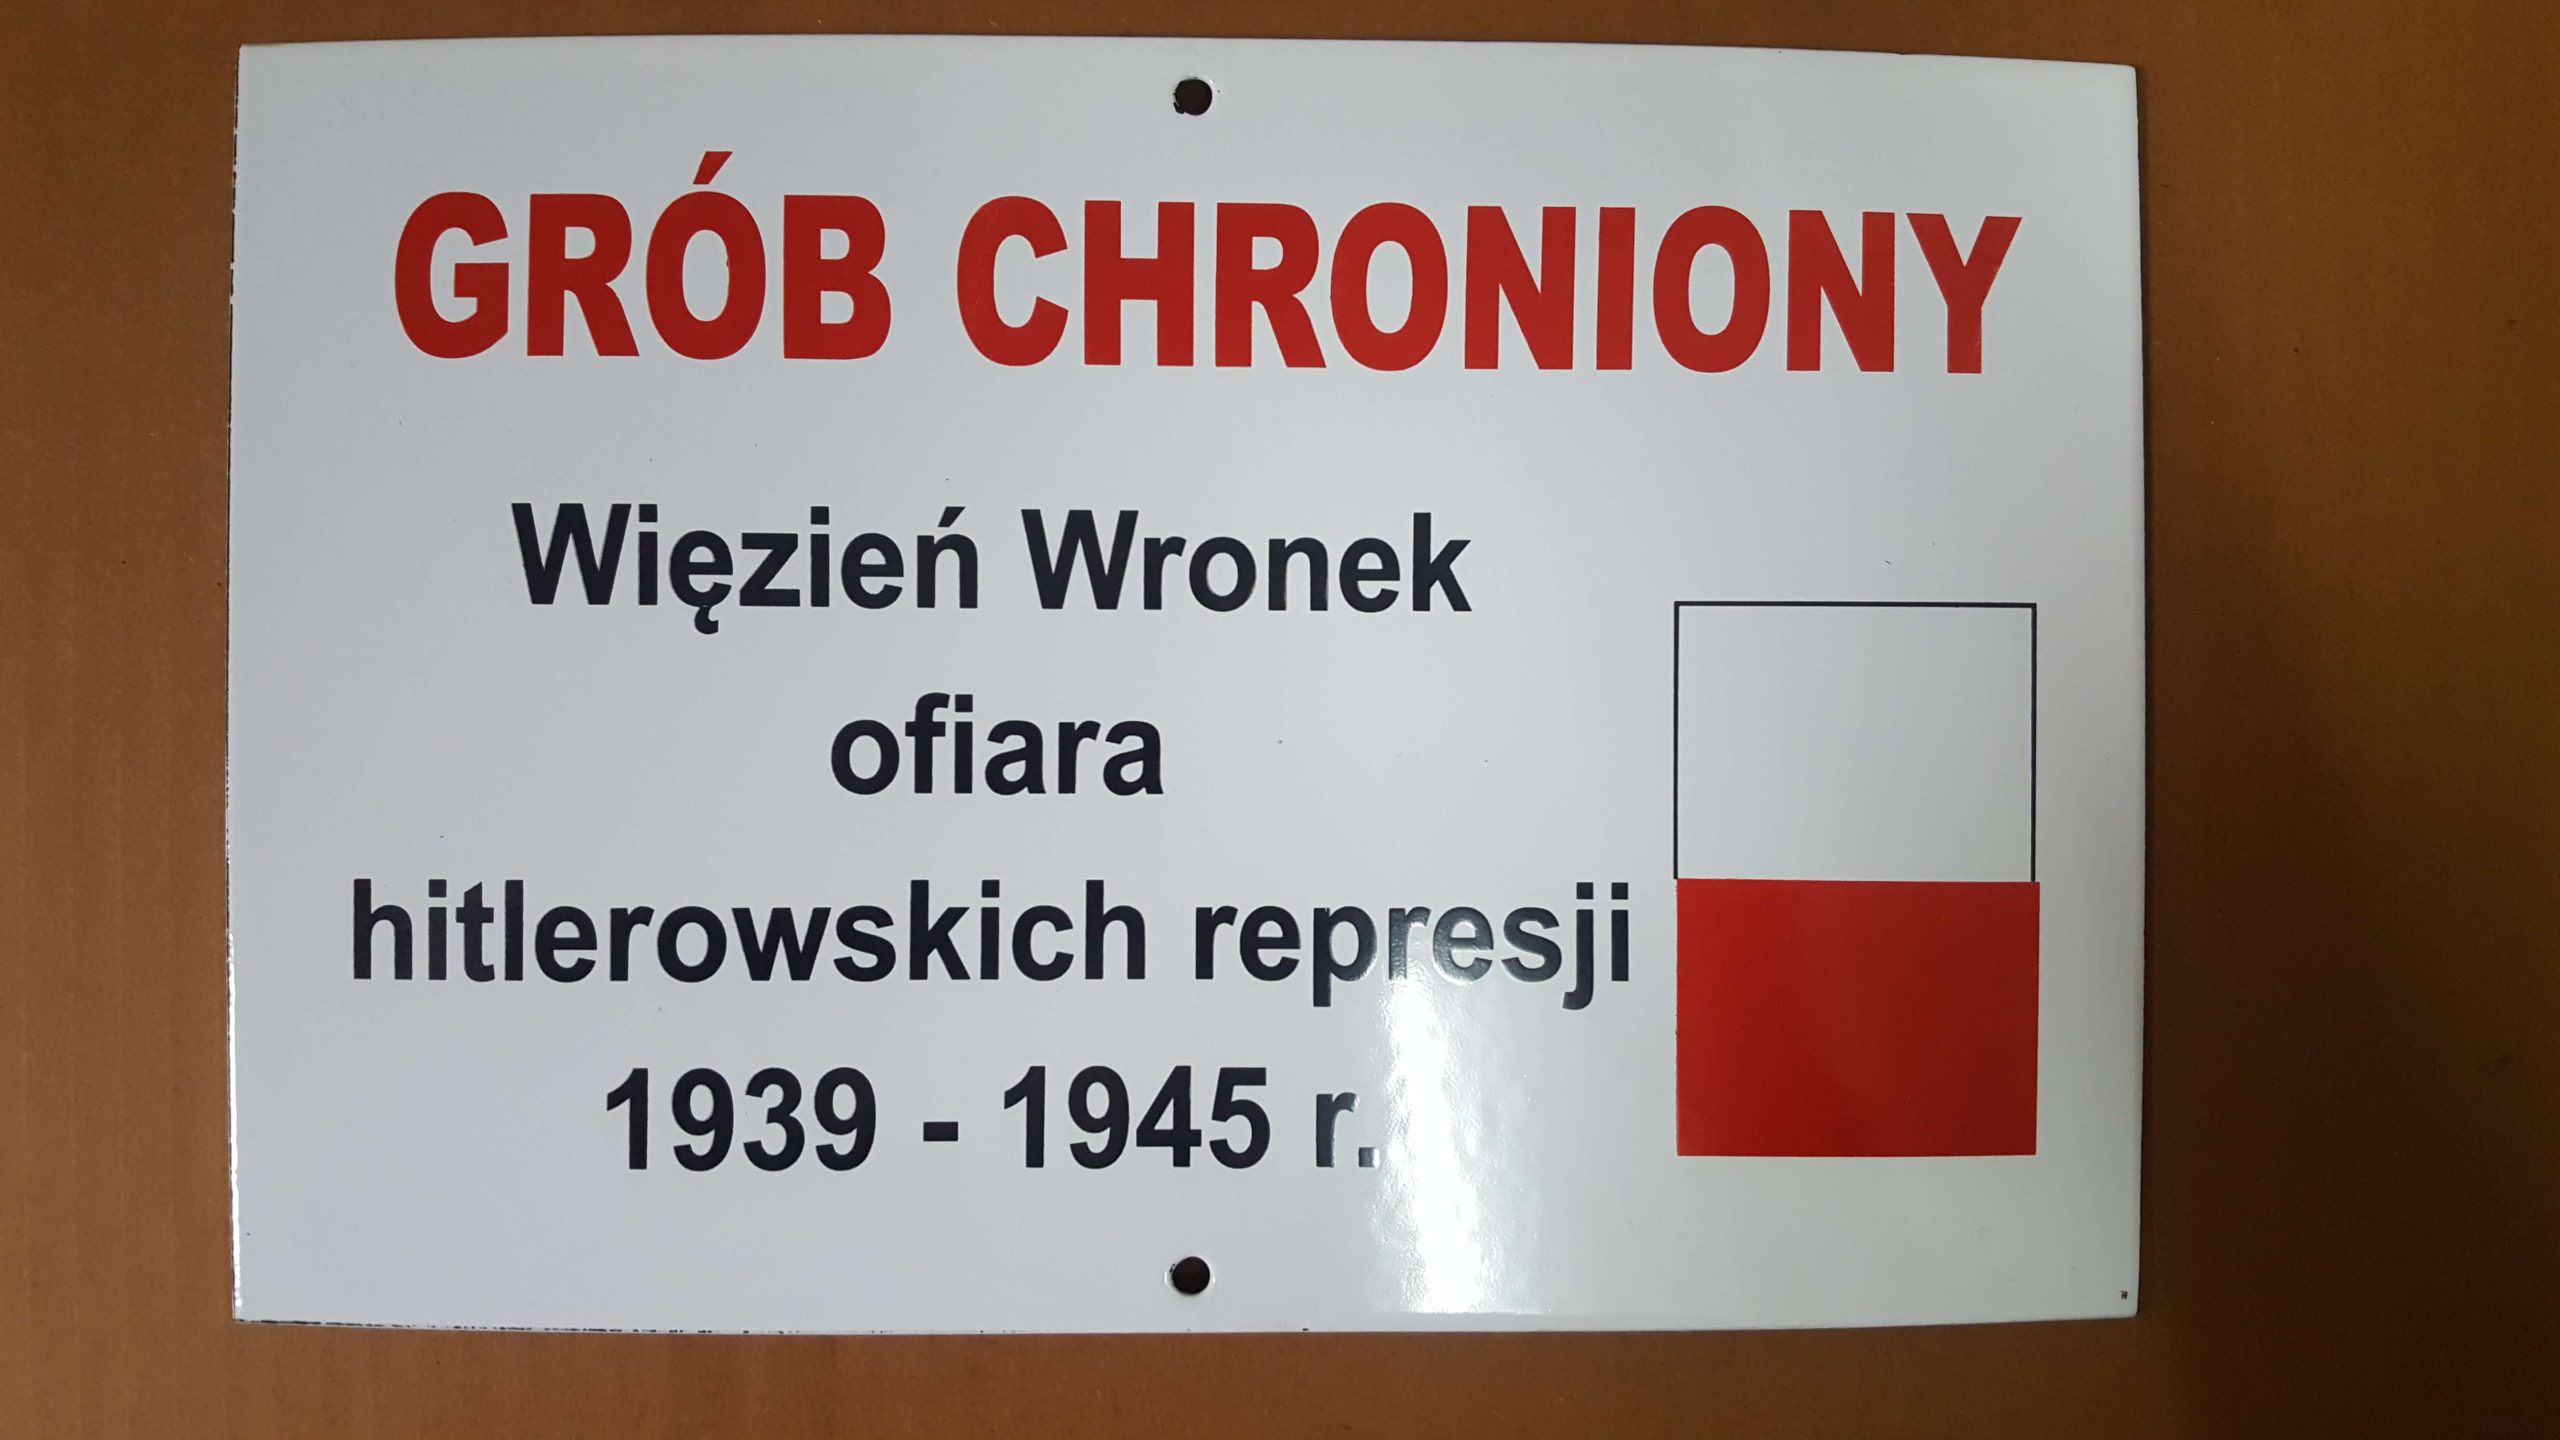 GRÓB CHRONIONY
Więzień Wronek
ofiara
hitlerowskich represji
1939 - 1945 r.